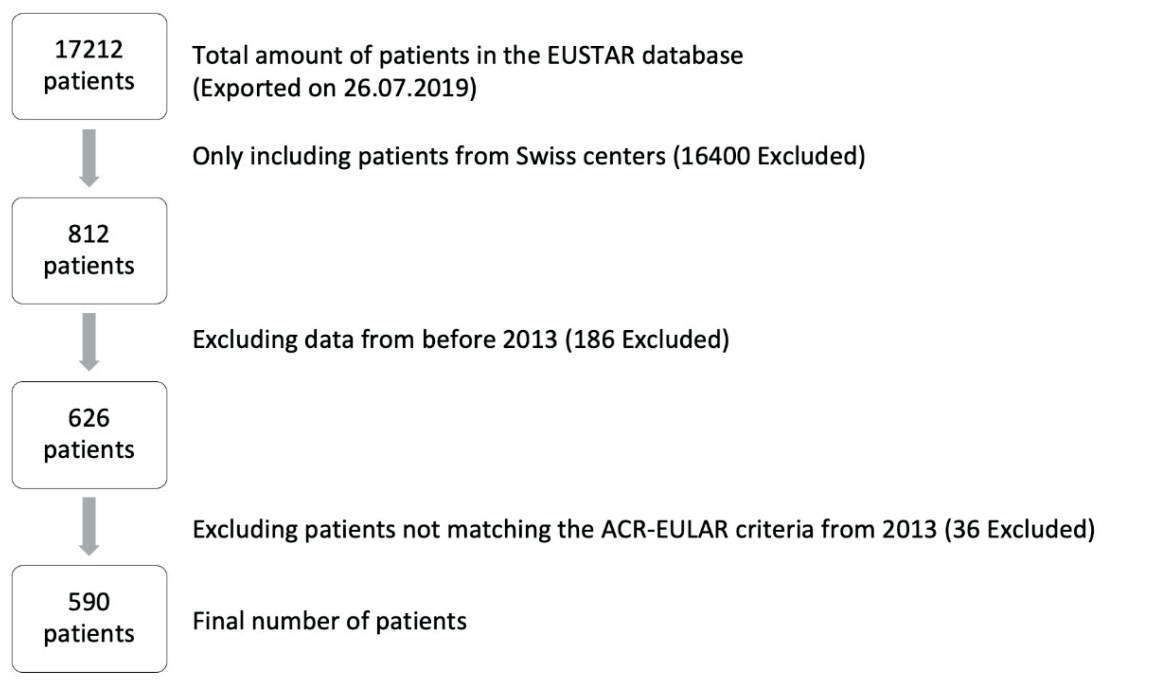 17212
patients
Total amount of patients in the EUSTAR database
(Exported on 26.07.2019)
Only including patients from Swiss centers (16400 Excluded)
812
patients
Excluding data from before 2013 (186 Excluded)
626
patients
Excluding patients not matching the ACR-EULAR criteria from 2013 (36 Excluded)
590
patients
Final number of patients